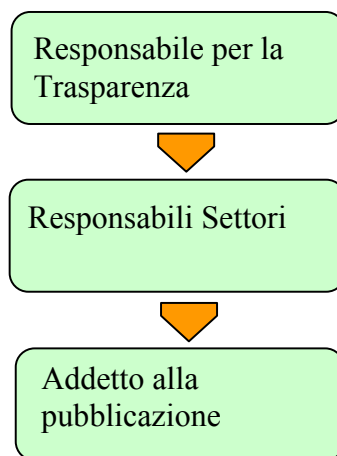 Responsabile per la
Trasparenza
Responsabili Settori
Addetto alla
pubblicazione